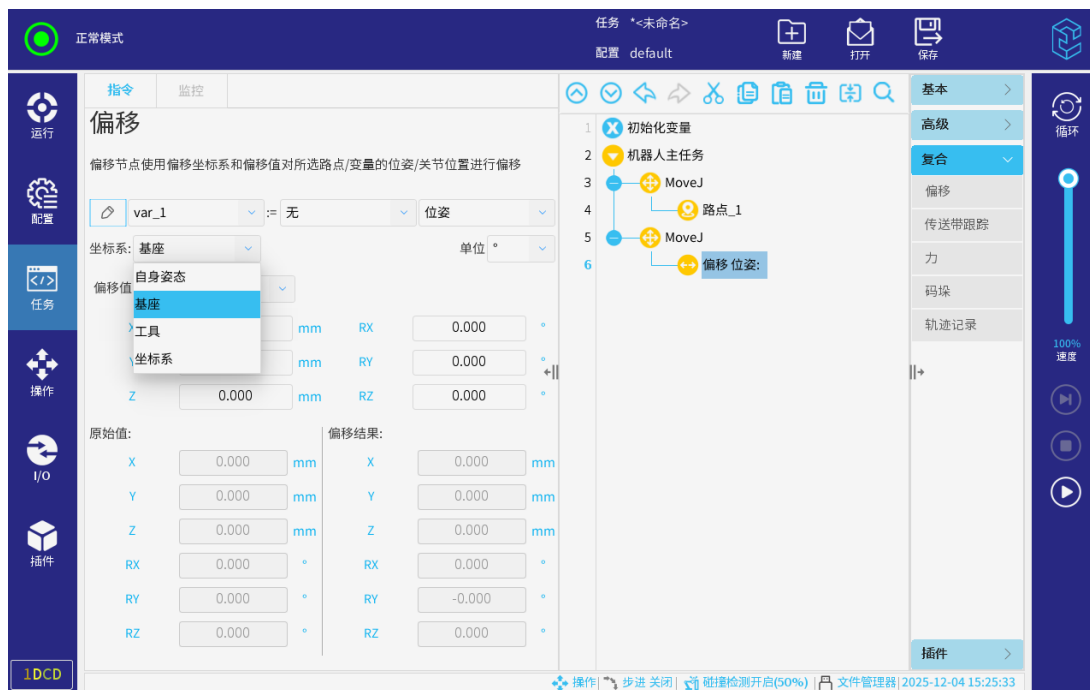 正常模式
任务 *<未命名>
配置 default
新建
打开
保存
运行
配置
任务
操作
I/O
插件
1DCD
指令 监控
偏移
偏移节点使用偏移坐标系和偏移值对所选路点/变量的位姿/关节位置进行偏移
var_1 := 无 位姿
坐标系: 基座 单位 °
自身姿态
基座
工具
坐标系
偏移值
mm RX 0.000 °
mm RY 0.000 °
Z 0.000 mm RZ 0.000 °
原始值: 偏移结果:
X 0.000 mm X 0.000 mm
Y 0.000 mm Y 0.000 mm
Z 0.000 mm Z 0.000 mm
RX 0.000 ° RX 0.000 °
RY 0.000 ° RY -0.000 °
RZ 0.000 ° RZ 0.000 °
1 初始化变量
2 机器人主任务
3 MoveJ
4 路点_1
5 MoveJ
6 偏移 位姿:
基本
高级
复合
偏移
传送带跟踪
力
码垛
轨迹记录
插件
循环
100%
速度
操作 步进 关闭 碰撞检测开启(50%) 文件管理器 2025-12-04 15:25:33